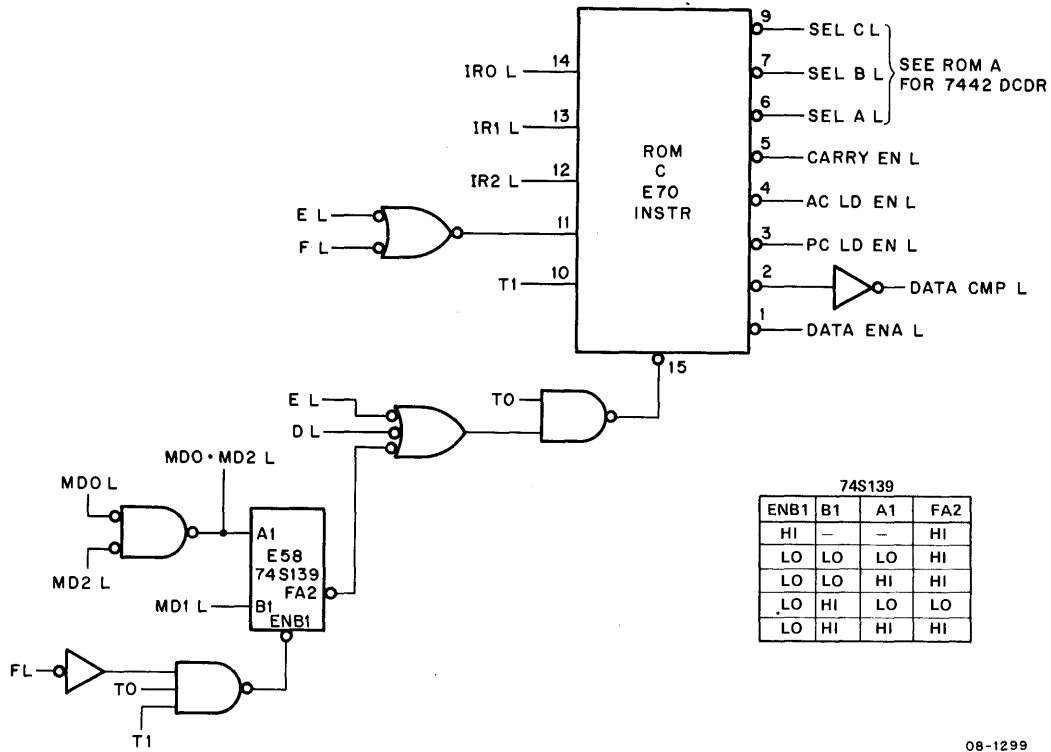 9 SEL C L
7 SEL B L
6 SEL A L
SEE ROM A
FOR 7442 DCDR
5 CARRY EN L
4 AC LD EN L
3 PC LD EN L
2 DATA CMP L
1 DATA ENA L
IR0 L 14
IR1 L 13
IR2 L 12
E L
F L
11
T1 10
ROM
C
E70
INSTR
15
E L
D L
T0
MD0 • MD2 L
MD0 L
MD2 L
A1
E58
74S139
FA2
MD1 L B1
ENB1
FL
T0
T1
74S139
ENB1 B1 A1 FA2
HI – – HI
LO LO LO HI
LO LO HI HI
LO HI LO LO
LO HI HI HI
08-1299